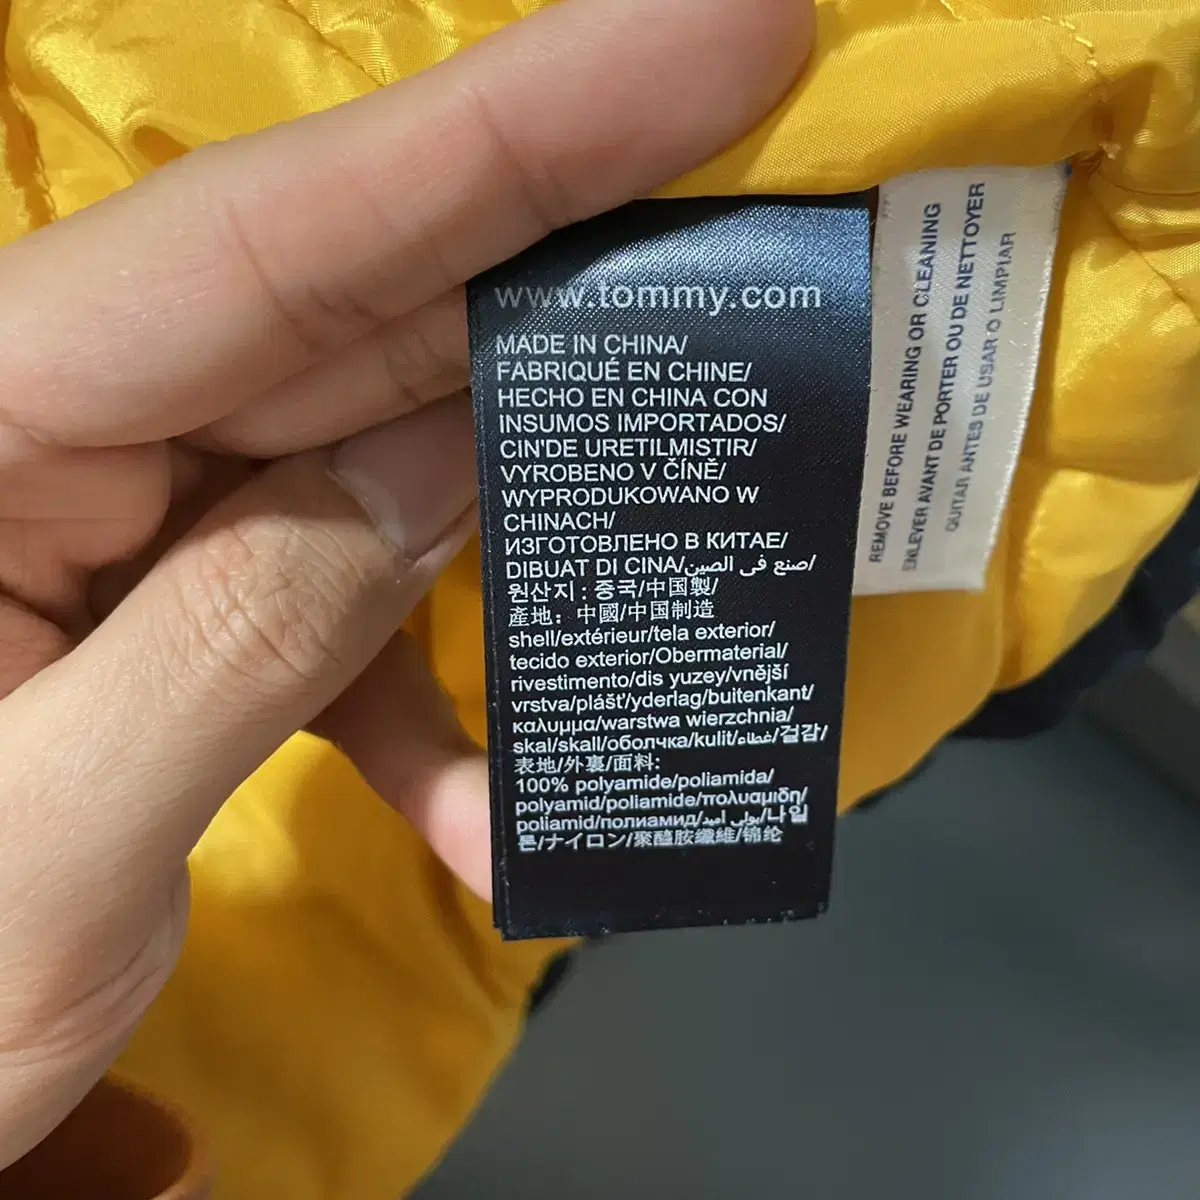 www.tommy.com
MADE IN CHINA/
FABRIQUÉ EN CHINE/
HECHO EN CHINA CON
INSUMOS IMPORTADOS/
CIN'DE URETILMISTIR/
VYROBENO V ČÍNĚ/
WYPRODUKOWANO W
CHINACH/
ИЗГОТОВЛЕНО В КИТАЕ/
DIBUAT DI CINA/صنع في الصين/
원산지 : 중국/中国製/
產地：中國/中国制造
shell/extérieur/tela exterior/
tecido exterior/Obermaterial/
rivestimento/dis yuzey/vnější
vrstva/plášť/yderlag/buitenkant/
καλυμμα/warstwa wierzchnia/
skal/skall/оболчка/kulit/غطاء/겉감/
表地/外裏/面料:
100% polyamide/poliamida/
polyamid/poliamide/πολυαμιδη/
poliamid/полиамид/بولي اميد/나일
론/ナイロン/聚醯胺纖維/锦纶
REMOVE BEFORE WEARING OR CLEANING
ENLEVER AVANT DE PORTER OU DE NETTOYER
QUITAR ANTES DE USAR O LIMPIAR